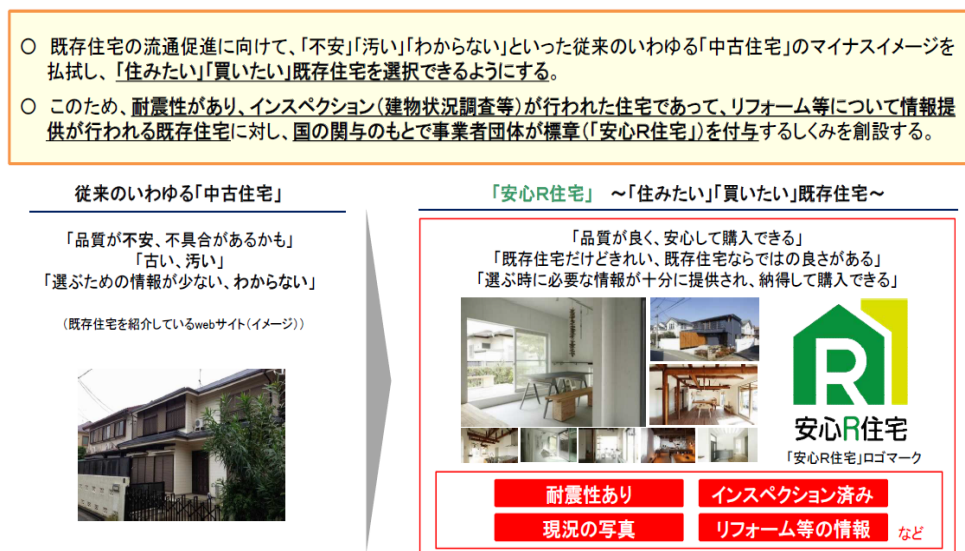 ○ 既存住宅の流通促進に向けて、「不安」「汚い」「わからない」といった従来のいわゆる「中古住宅」のマイナスイメージを
払拭し、「住みたい」「買いたい」既存住宅を選択できるようにする。
○ このため、耐震性があり、インスペクション(建物状況調査等)が行われた住宅であって、リフォーム等について情報提
供が行われる既存住宅に対し、国の関与のもとで事業者団体が標章(「安心R住宅」)を付与するしくみを創設する。
従来のいわゆる「中古住宅」
「品質が不安、不具合があるかも」
「古い、汚い」
「選ぶための情報が少ない、わからない」
(既存住宅を紹介しているwebサイト(イメージ))
「安心R住宅」 ~「住みたい」「買いたい」既存住宅~
「品質が良く、安心して購入できる」
「既存住宅だけどきれい、既存住宅ならではの良さがある」
「選ぶ時に必要な情報が十分に提供され、納得して購入できる」
R
安心R住宅
「安心R住宅」ロゴマーク
耐震性あり インスペクション済み
現況の写真 リフォーム等の情報 など